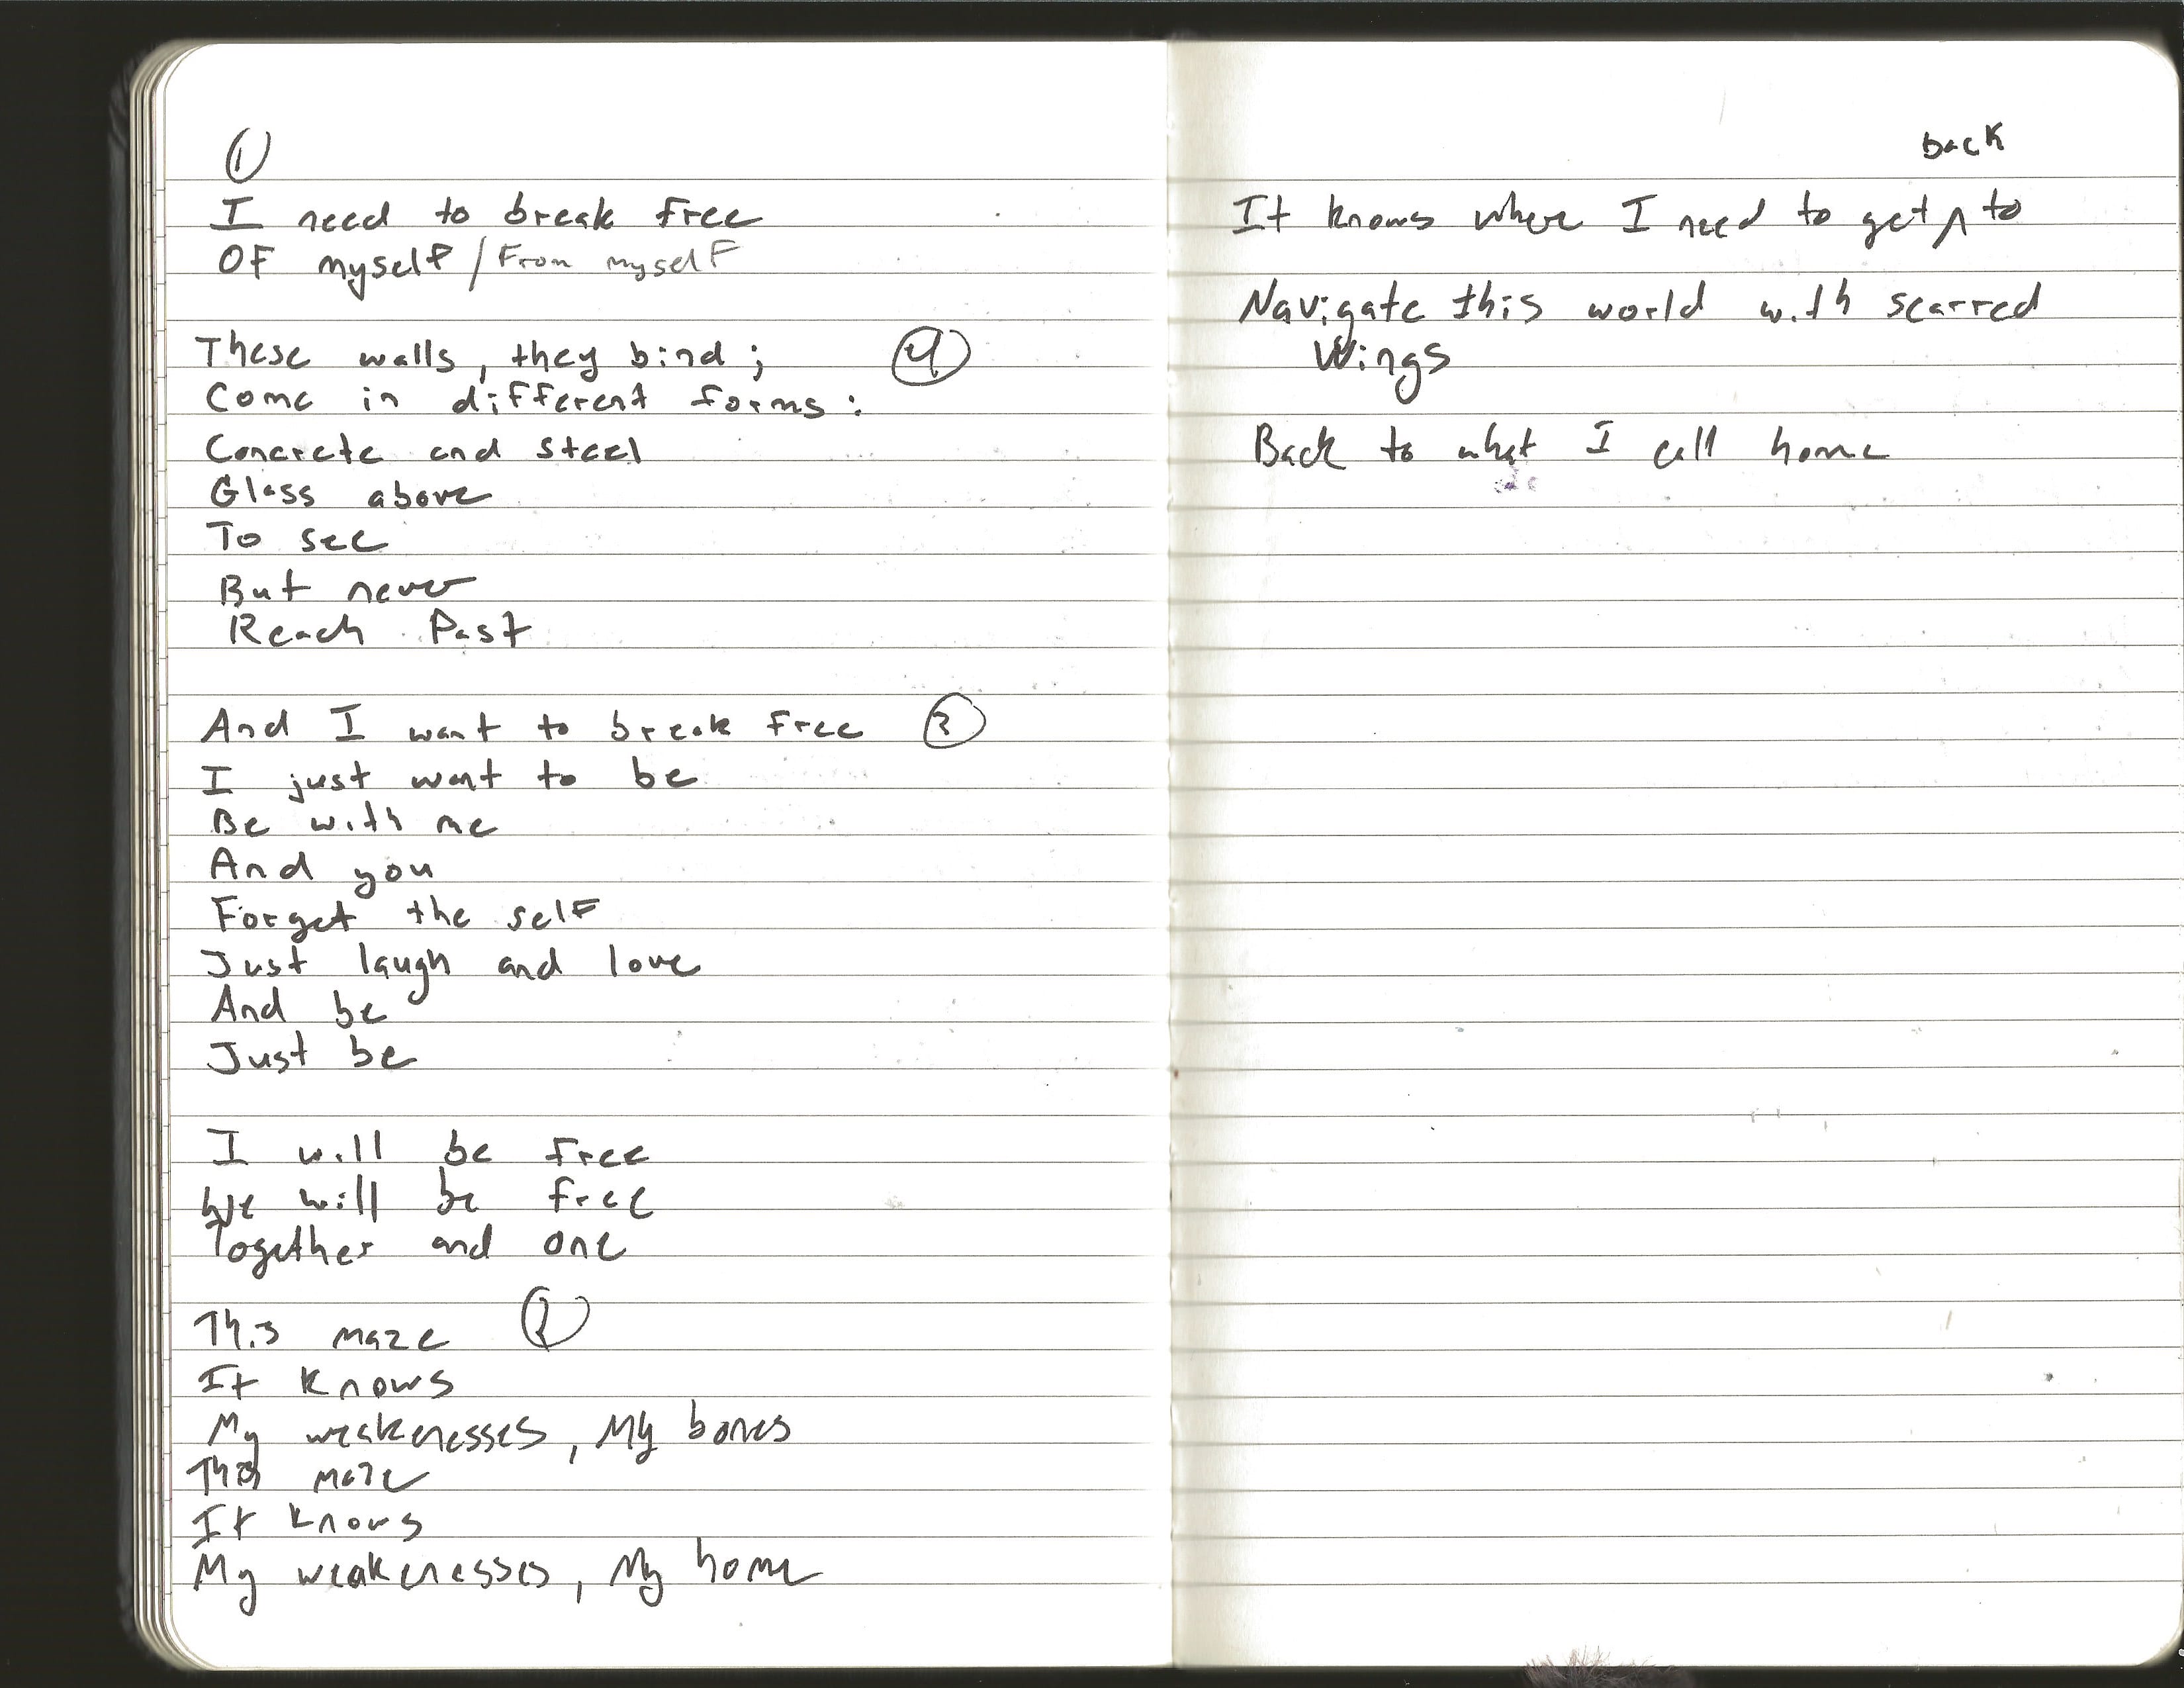 1
I need to break free
OF myself / From myself
These walls, they bind; 4
Come in different forms:
Concrete and steel
Glass above
To see
But never
Reach Past
And I want to break free 3
I just want to be
Be with me
And you
Forget the self
Just laugh and love
And be
Just be
I will be free
We will be free
Together and one
This maze 2
It knows
My weaknesses, My bones
This maze
It knows
My weaknesses, My home
back
It knows where I need to get ^ to
Navigate this world with scarred
Wings
Back to what I call home